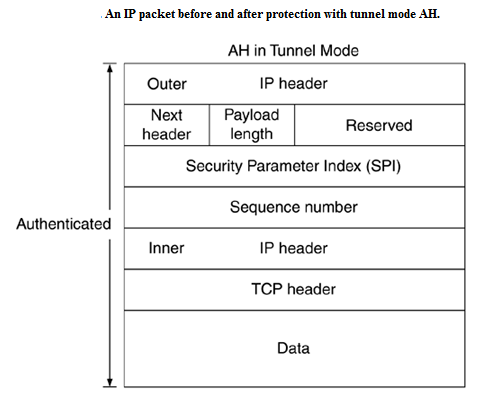 . An IP packet before and after protection with tunnel mode AH.
AH in Tunnel Mode
Outer IP header
Next header
Payload length
Reserved
Security Parameter Index (SPI)
Sequence number
Authenticated
Inner IP header
TCP header
Data